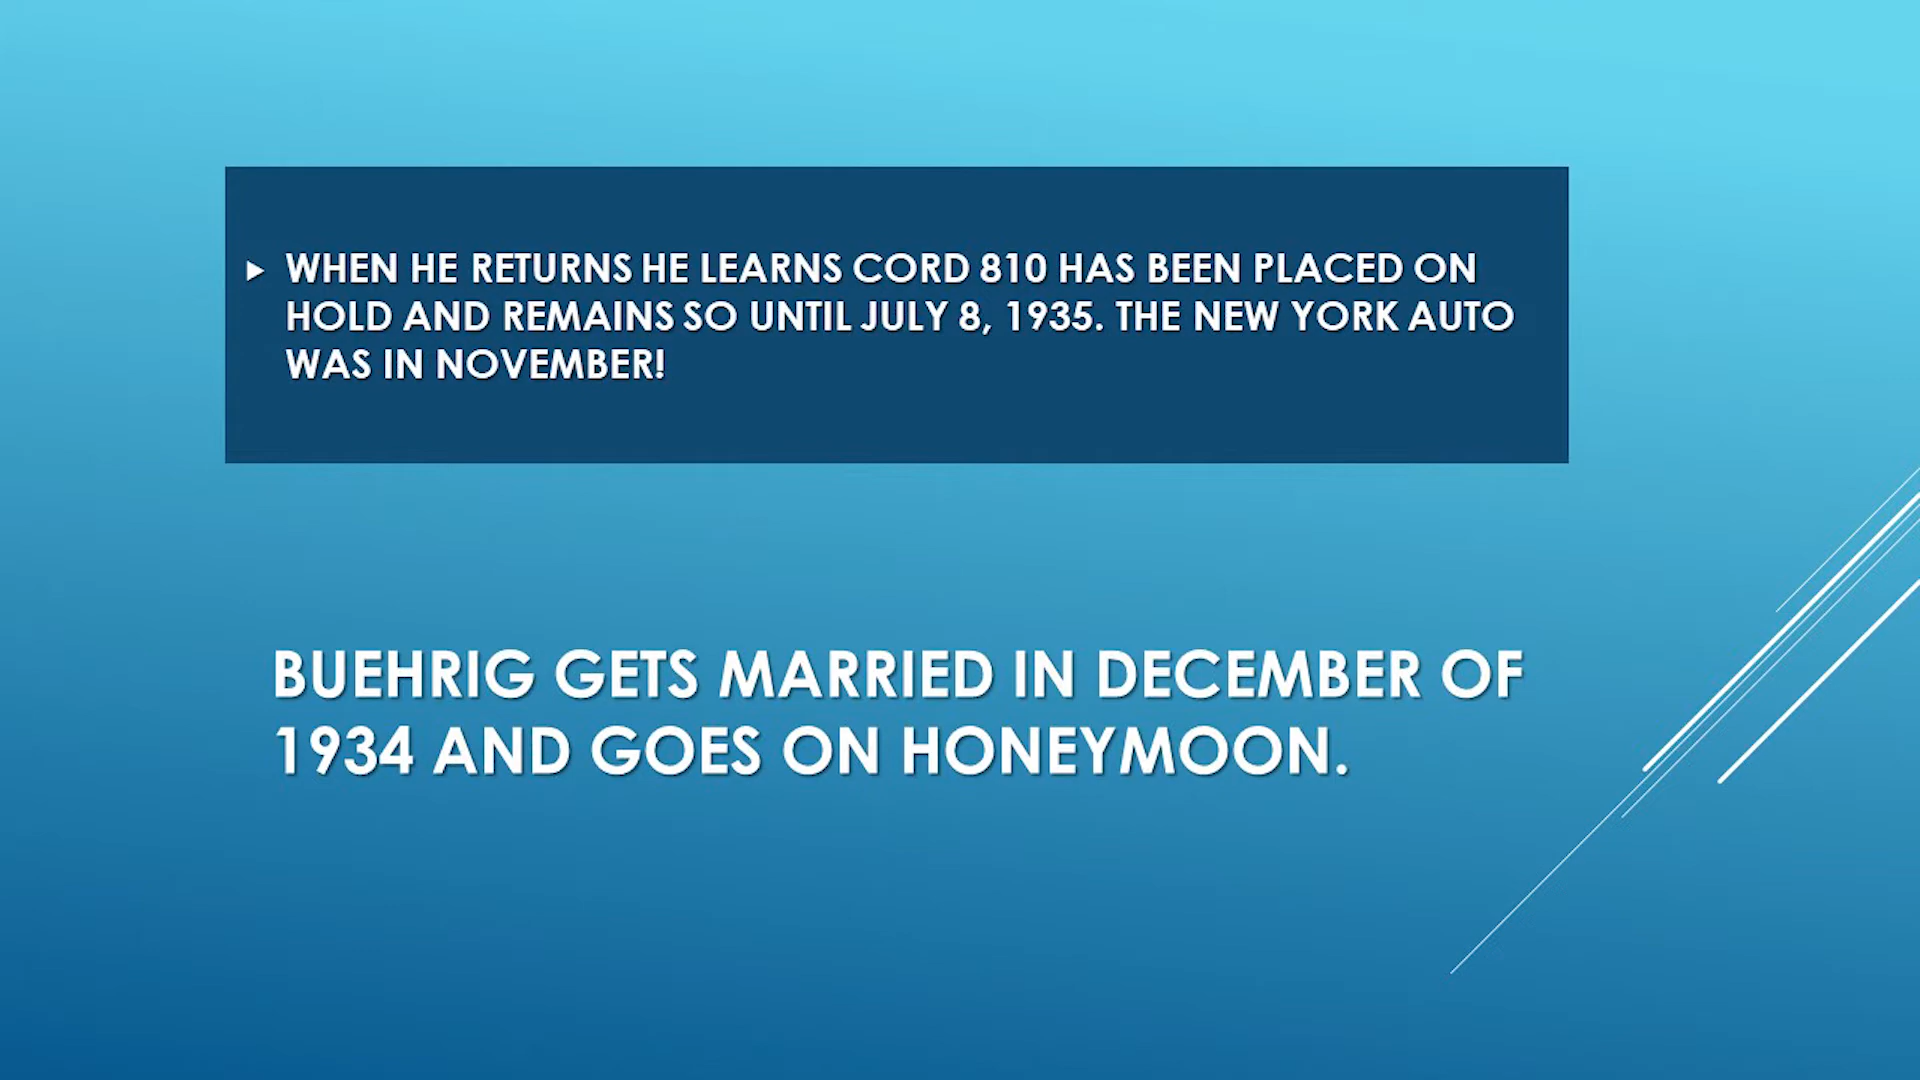 WHEN HE RETURNS HE LEARNS CORD 810 HAS BEEN PLACED ON
HOLD AND REMAINS SO UNTIL JULY 8, 1935. THE NEW YORK AUTO
WAS IN NOVEMBER!
BUEHRIG GETS MARRIED IN DECEMBER OF
1934 AND GOES ON HONEYMOON.